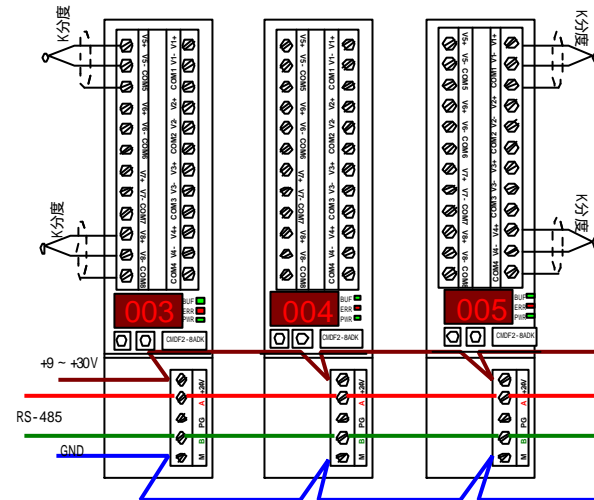 K分度
K分度
K分度
K分度
V5+
V5-
COM5
V6+
V6-
COM6
V7+
V7-
COM7
V8+
V8-
COM8
V1+
V1-
COM1
V2+
V2-
COM2
V3+
V3-
COM3
V4+
V4-
COM4
V5+
V5-
COM5
V6+
V6-
COM6
V7+
V7-
COM7
V8+
V8-
COM8
V1+
V1-
COM1
V2+
V2-
COM2
V3+
V3-
COM3
V4+
V4-
COM4
V5+
V5-
COM5
V6+
V6-
COM6
V7+
V7-
COM7
V8+
V8-
COM8
V1+
V1-
COM1
V2+
V2-
COM2
V3+
V3-
COM3
V4+
V4-
COM4
003
BUF
ERR
PWR
004
BUF
ERR
PWR
005
BUF
ERR
PWR
CMDF2-8ADK
CMDF2-8ADK
CMDF2-8ADK
+9 ~ +30V
RS-485
GND
+24V
A
PG
B
M
+24V
A
PG
B
M
+24V
A
PG
B
M